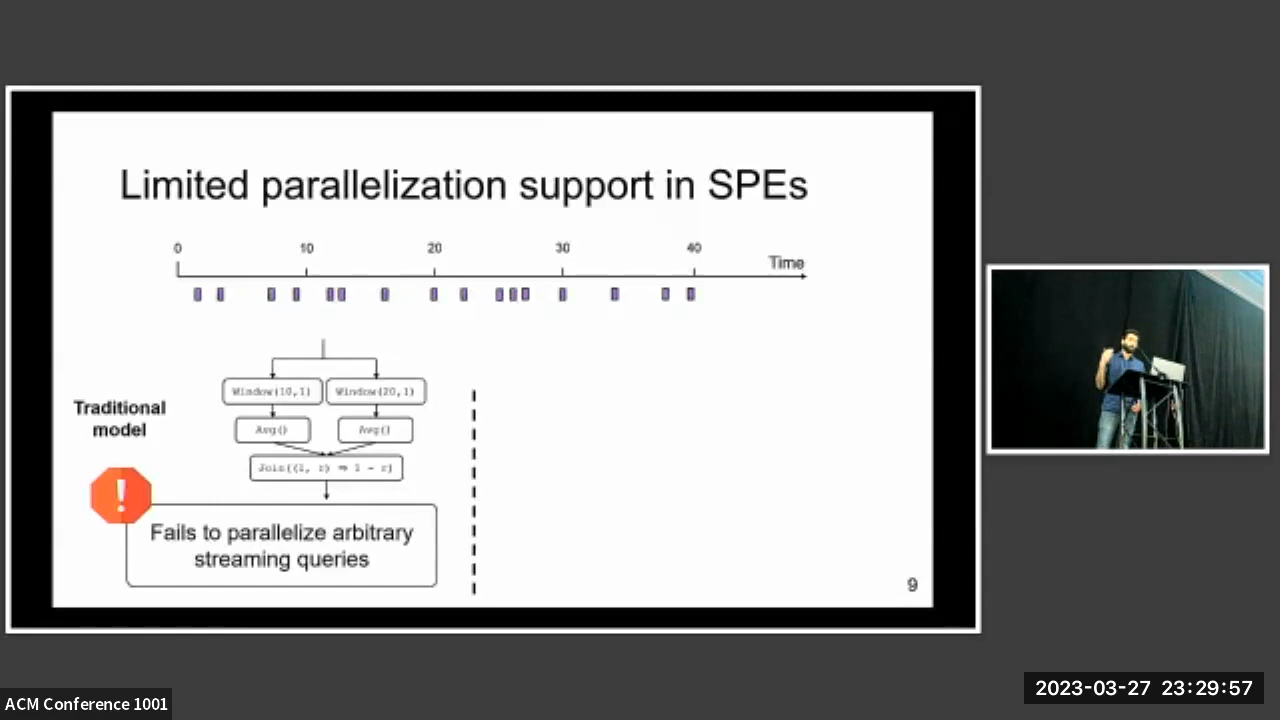 Limited parallelization support in SPEs
0 10 20 30 40
Time
Window(10,1) Window(20,1)
Traditional
model
Avg() Avg()
Join((l, r) ⇒ l - r)
!
Fails to parallelize arbitrary
streaming queries
9
ACM Conference 1001
2023-03-27 23:29:57